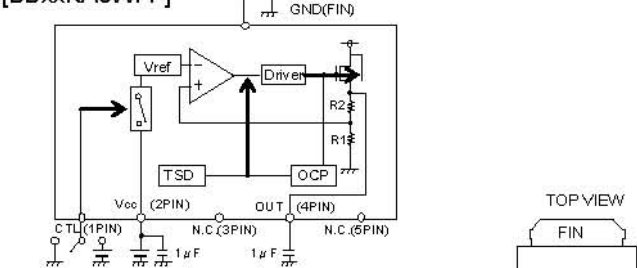 GND(FIN)
Vref
Driver
R2
R1
TSD
OCP
Vcc (2PIN)
OUT (4PIN)
CTL (1PIN)
N.C.(3PIN)
N.C.(5PIN)
1μF
1μF
TOP VIEW
FIN